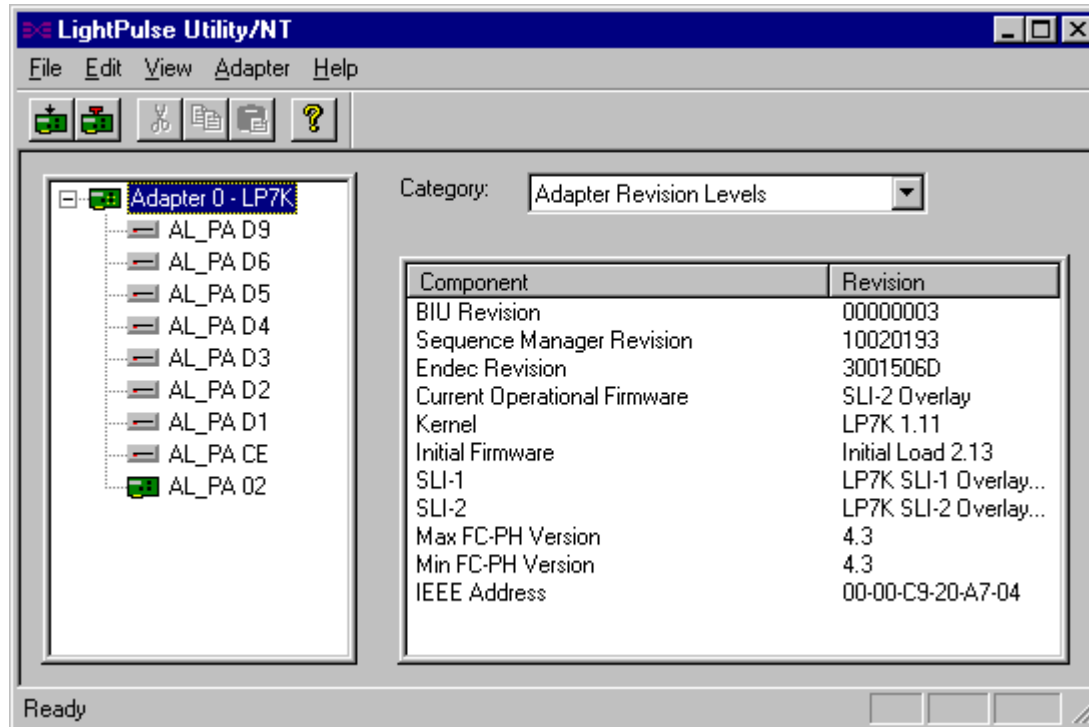 LightPulse Utility/NT
File Edit View Adapter Help
Adapter 0 - LP7K
AL_PA D9
AL_PA D6
AL_PA D5
AL_PA D4
AL_PA D3
AL_PA D2
AL_PA D1
AL_PA CE
AL_PA 02
Category: Adapter Revision Levels
Component Revision
BIU Revision 00000003
Sequence Manager Revision 10020193
Endec Revision 3001506D
Current Operational Firmware SLI-2 Overlay
Kernel LP7K 1.11
Initial Firmware Initial Load 2.13
SLI-1 LP7K SLI-1 Overlay...
SLI-2 LP7K SLI-2 Overlay...
Max FC-PH Version 4.3
Min FC-PH Version 4.3
IEEE Address 00-00-C9-20-A7-04
Ready